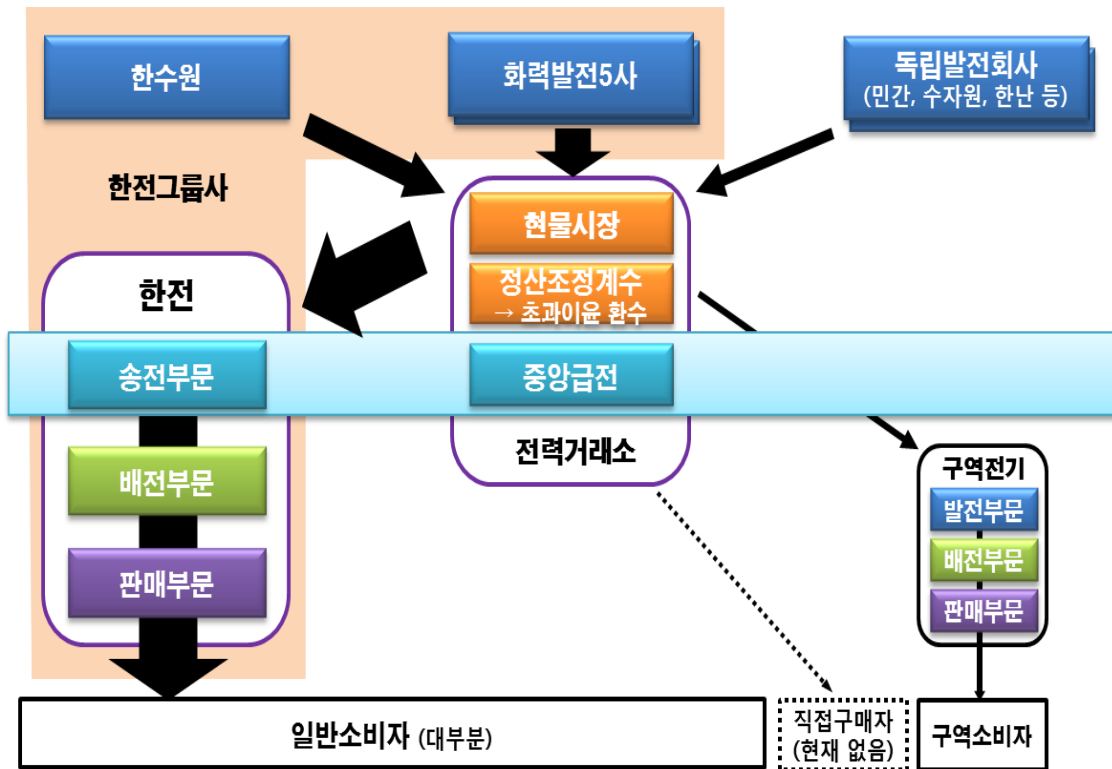 한수원
화력발전5사
독립발전회사
(민간, 수자원, 한난 등)
한전그룹사
현물시장
정산조정계수
→ 초과이윤 환수
한전
송전부문
중앙급전
전력거래소
배전부문
판매부문
구역전기
발전부문
배전부문
판매부문
일반소비자 (대부분)
직접구매자
(현재 없음)
구역소비자